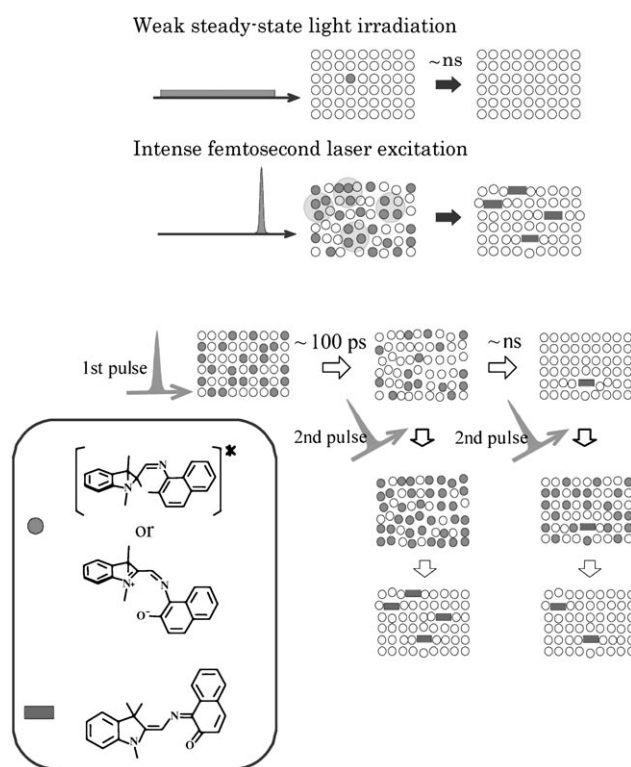 Weak steady-state light irradiation
~ns
Intense femtosecond laser excitation
1st pulse
~100 ps
~ns
2nd pulse
2nd pulse
*
N
N
or
N+
N
O-
N
N
O